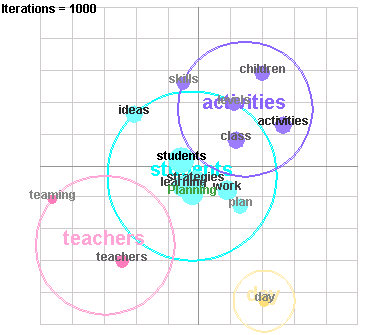 Iterations = 1000
children
skills
levels
activities
ideas
activities
class
students
students
strategies
learning
work
Planning
plan
teaming
teachers
teachers
day
day